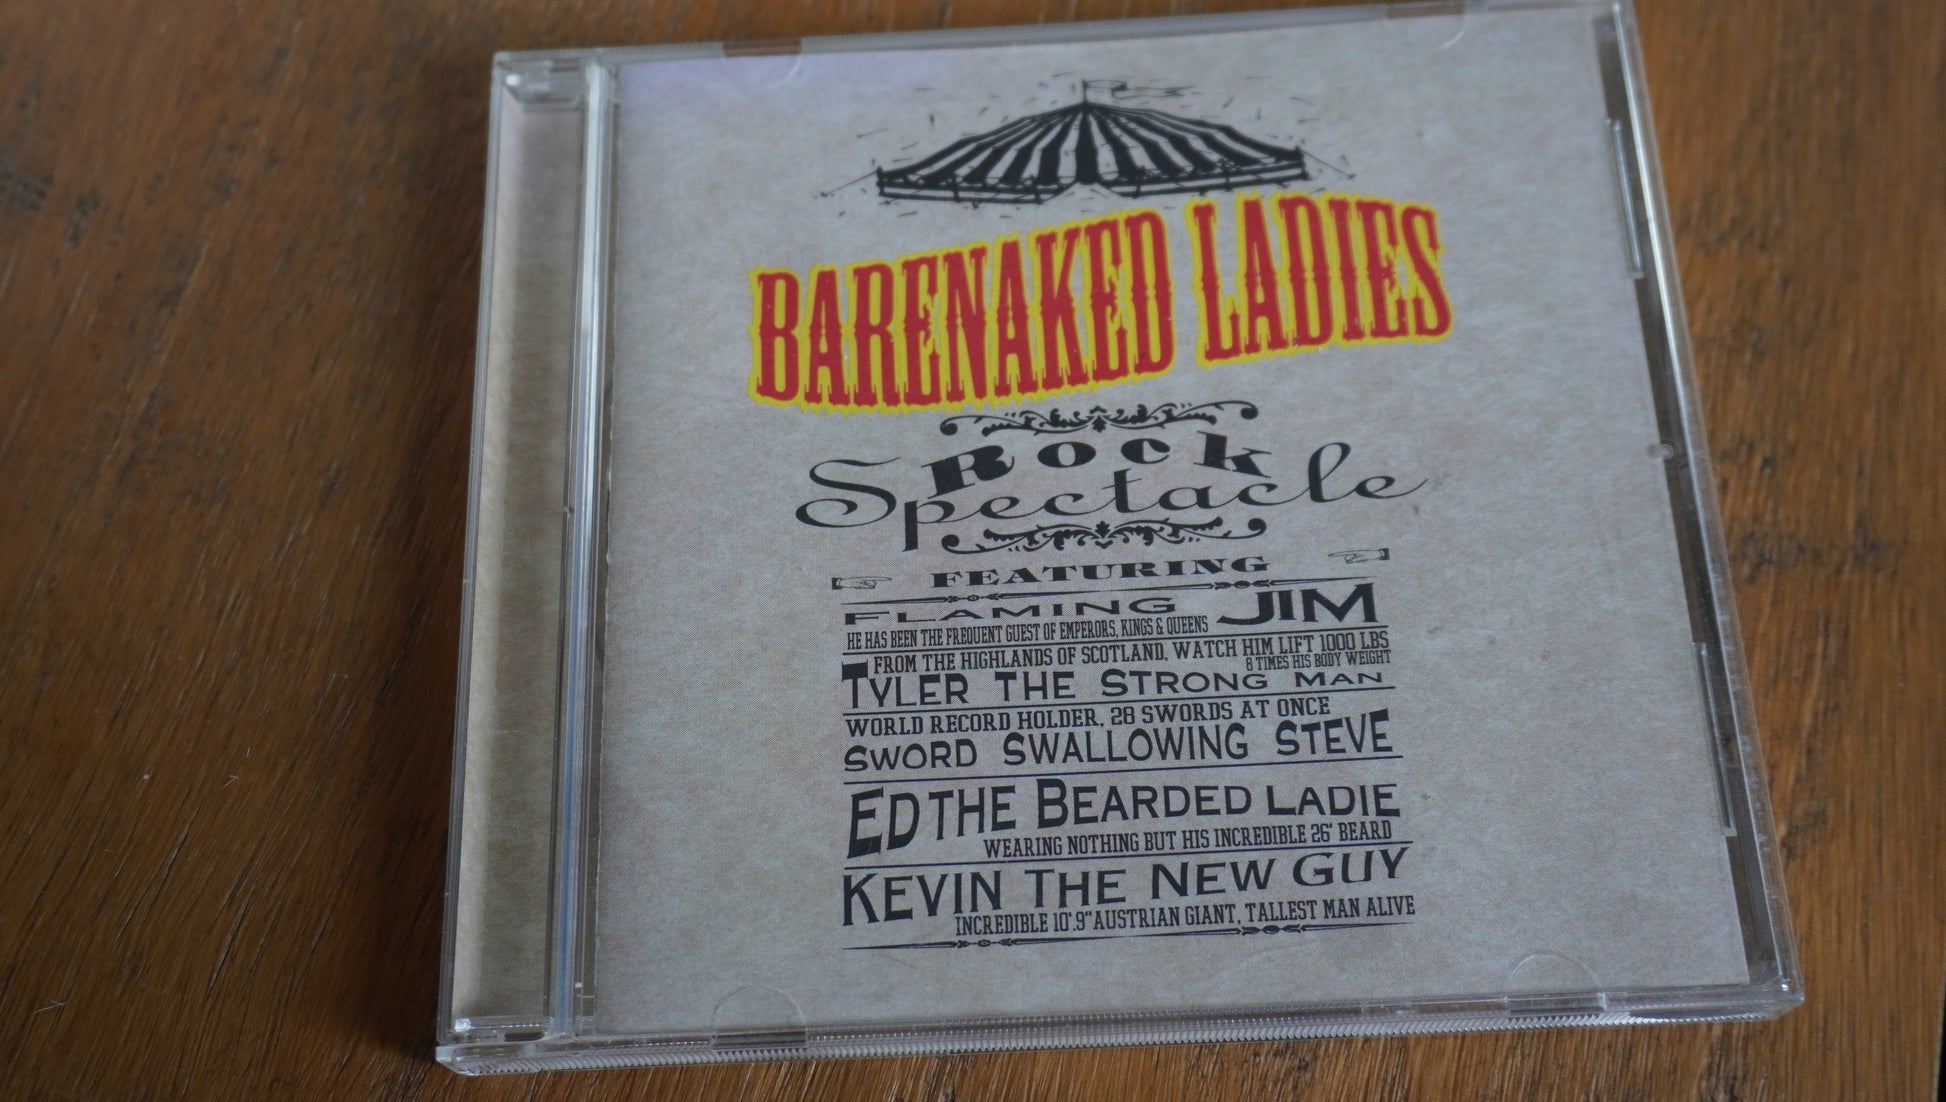 BARENAKED LADIES
ROCK
Spectacle
FEATURING
FLAMING JIM
HE HAS BEEN THE FREQUENT GUEST OF EMPERORS, KINGS & QUEENS
FROM THE HIGHLANDS OF SCOTLAND, WATCH HIM LIFT 1000 LBS
8 TIMES HIS BODY WEIGHT
TYLER THE STRONG MAN
WORLD RECORD HOLDER, 28 SWORDS AT ONCE
SWORD SWALLOWING STEVE
ED THE BEARDED LADIE
WEARING NOTHING BUT HIS INCREDIBLE 26' BEARD
KEVIN THE NEW GUY
INCREDIBLE 10'.9" AUSTRIAN GIANT, TALLEST MAN ALIVE